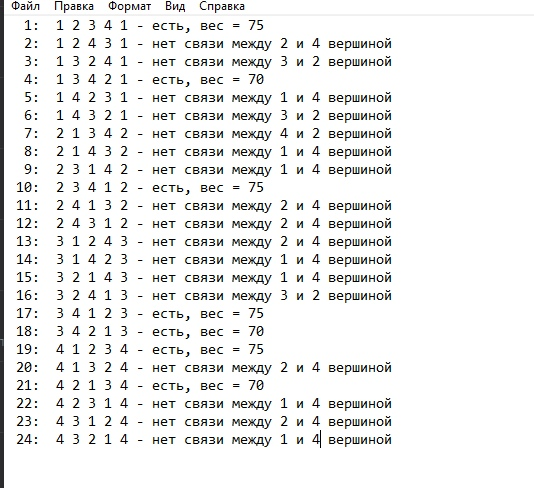 Файл Правка Формат Вид Справка
1: 1 2 3 4 1 - есть, вес = 75
2: 1 2 4 3 1 - нет связи между 2 и 4 вершиной
3: 1 3 2 4 1 - нет связи между 3 и 2 вершиной
4: 1 3 4 2 1 - есть, вес = 70
5: 1 4 2 3 1 - нет связи между 1 и 4 вершиной
6: 1 4 3 2 1 - нет связи между 3 и 2 вершиной
7: 2 1 3 4 2 - нет связи между 4 и 2 вершиной
8: 2 1 4 3 2 - нет связи между 1 и 4 вершиной
9: 2 3 1 4 2 - нет связи между 1 и 4 вершиной
10: 2 3 4 1 2 - есть, вес = 75
11: 2 4 1 3 2 - нет связи между 2 и 4 вершиной
12: 2 4 3 1 2 - нет связи между 2 и 4 вершиной
13: 3 1 2 4 3 - нет связи между 2 и 4 вершиной
14: 3 1 4 2 3 - нет связи между 1 и 4 вершиной
15: 3 2 1 4 3 - нет связи между 1 и 4 вершиной
16: 3 2 4 1 3 - нет связи между 3 и 2 вершиной
17: 3 4 1 2 3 - есть, вес = 75
18: 3 4 2 1 3 - есть, вес = 70
19: 4 1 2 3 4 - есть, вес = 75
20: 4 1 3 2 4 - нет связи между 2 и 4 вершиной
21: 4 2 1 3 4 - есть, вес = 70
22: 4 2 3 1 4 - нет связи между 1 и 4 вершиной
23: 4 3 1 2 4 - нет связи между 2 и 4 вершиной
24: 4 3 2 1 4 - нет связи между 1 и 4 вершиной